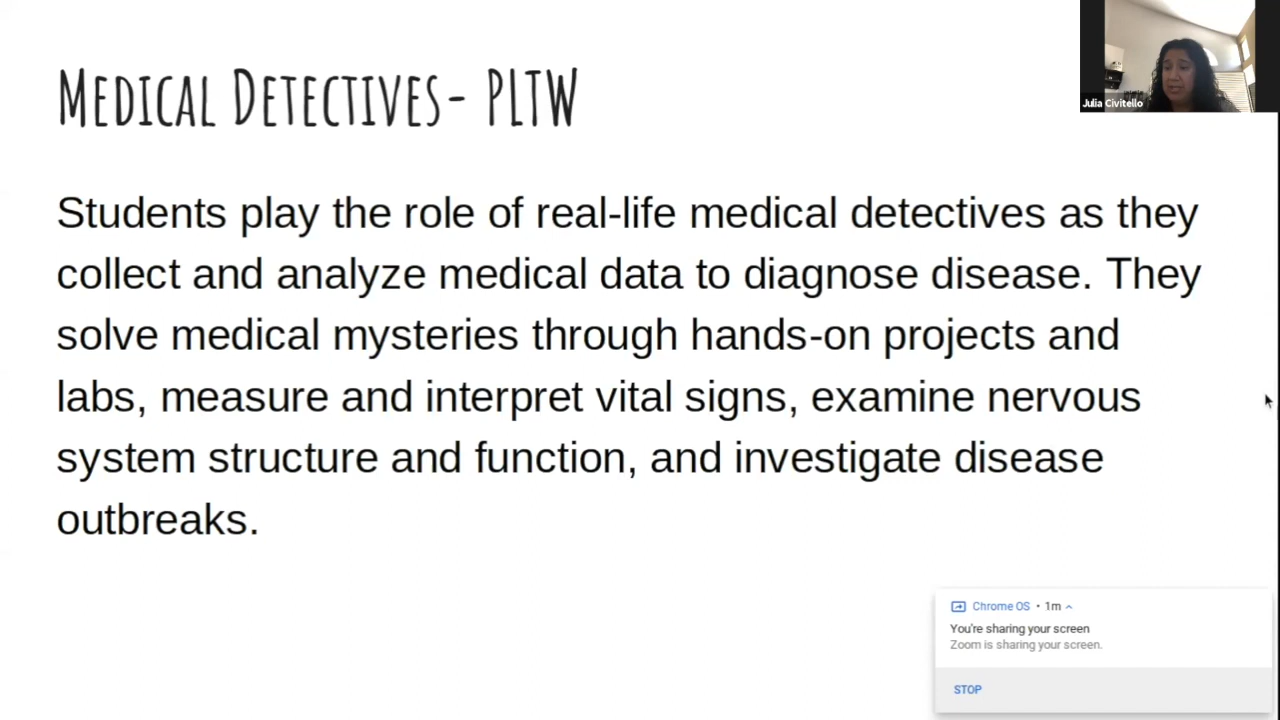 Medical Detectives- PLTW
Julia Civitello
Students play the role of real-life medical detectives as they
collect and analyze medical data to diagnose disease. They
solve medical mysteries through hands-on projects and
labs, measure and interpret vital signs, examine nervous
system structure and function, and investigate disease
outbreaks.
Chrome OS • 1m
You're sharing your screen
Zoom is sharing your screen.
STOP